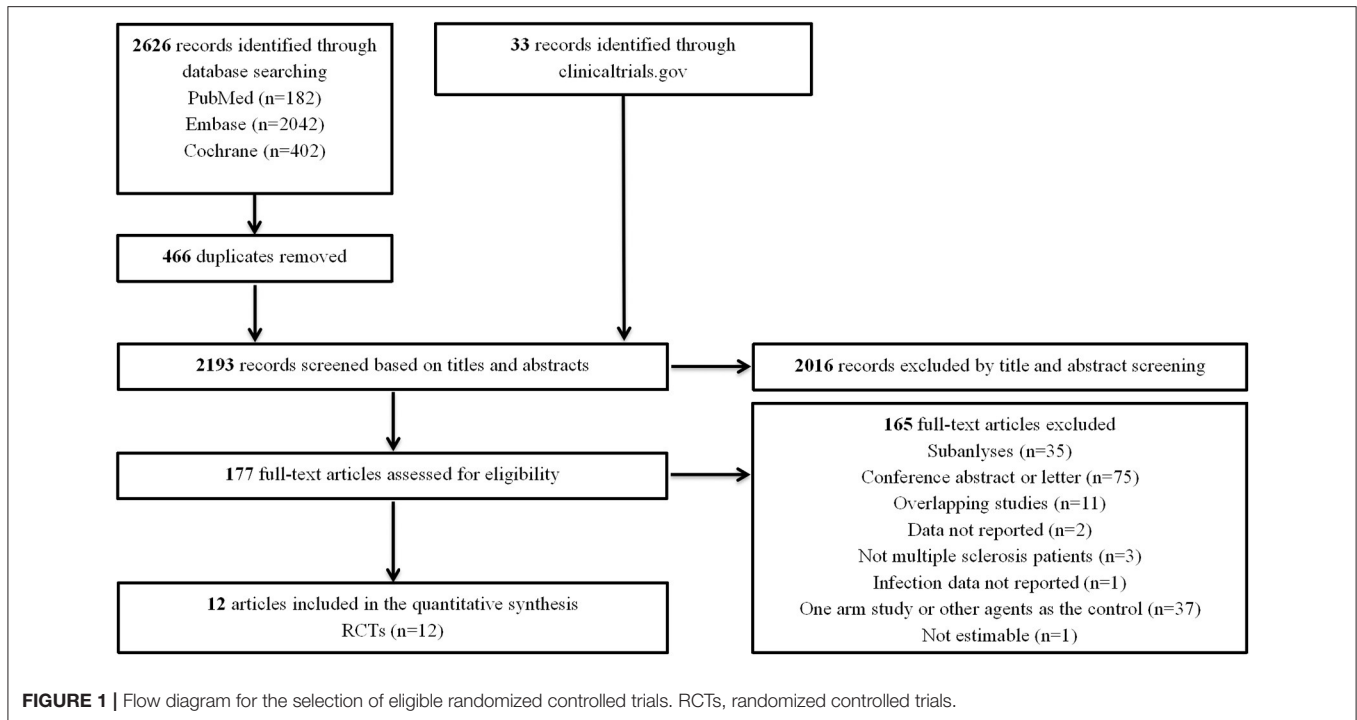 2626 records identified through
database searching
PubMed (n=182)
Embase (n=2042)
Cochrane (n=402)
33 records identified through
clinicaltrials.gov
466 duplicates removed
2193 records screened based on titles and abstracts
2016 records excluded by title and abstract screening
177 full-text articles assessed for eligibility
165 full-text articles excluded
Subanlyses (n=35)
Conference abstract or letter (n=75)
Overlapping studies (n=11)
Data not reported (n=2)
Not multiple sclerosis patients (n=3)
Infection data not reported (n=1)
One arm study or other agents as the control (n=37)
Not estimable (n=1)
12 articles included in the quantitative synthesis
RCTs (n=12)
FIGURE 1 | Flow diagram for the selection of eligible randomized controlled trials. RCTs, randomized controlled trials.